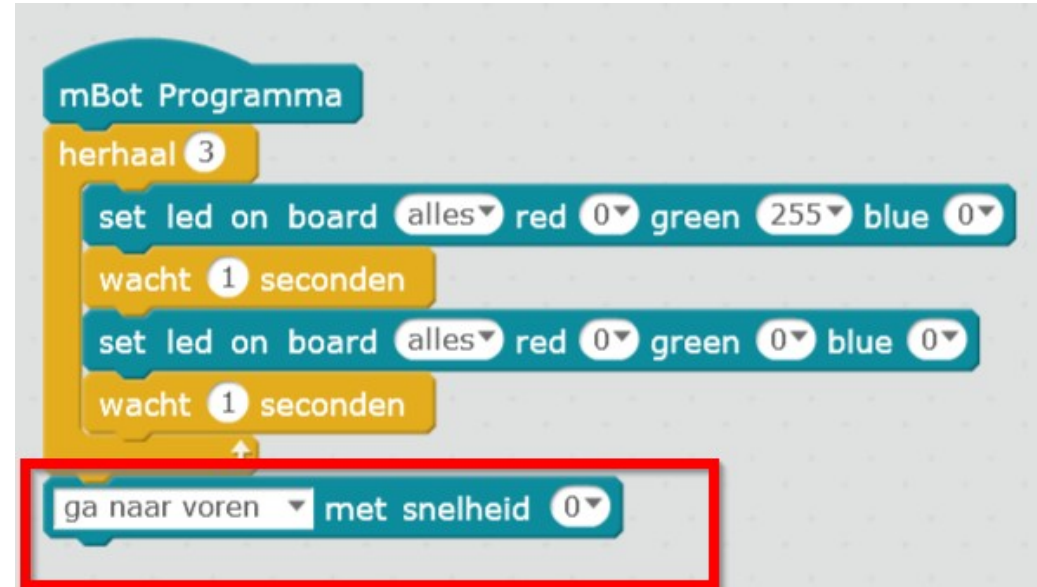 mBot Programma
herhaal 3
set led on board alles red 0 green 255 blue 0
wacht 1 seconden
set led on board alles red 0 green 0 blue 0
wacht 1 seconden
ga naar voren met snelheid 0